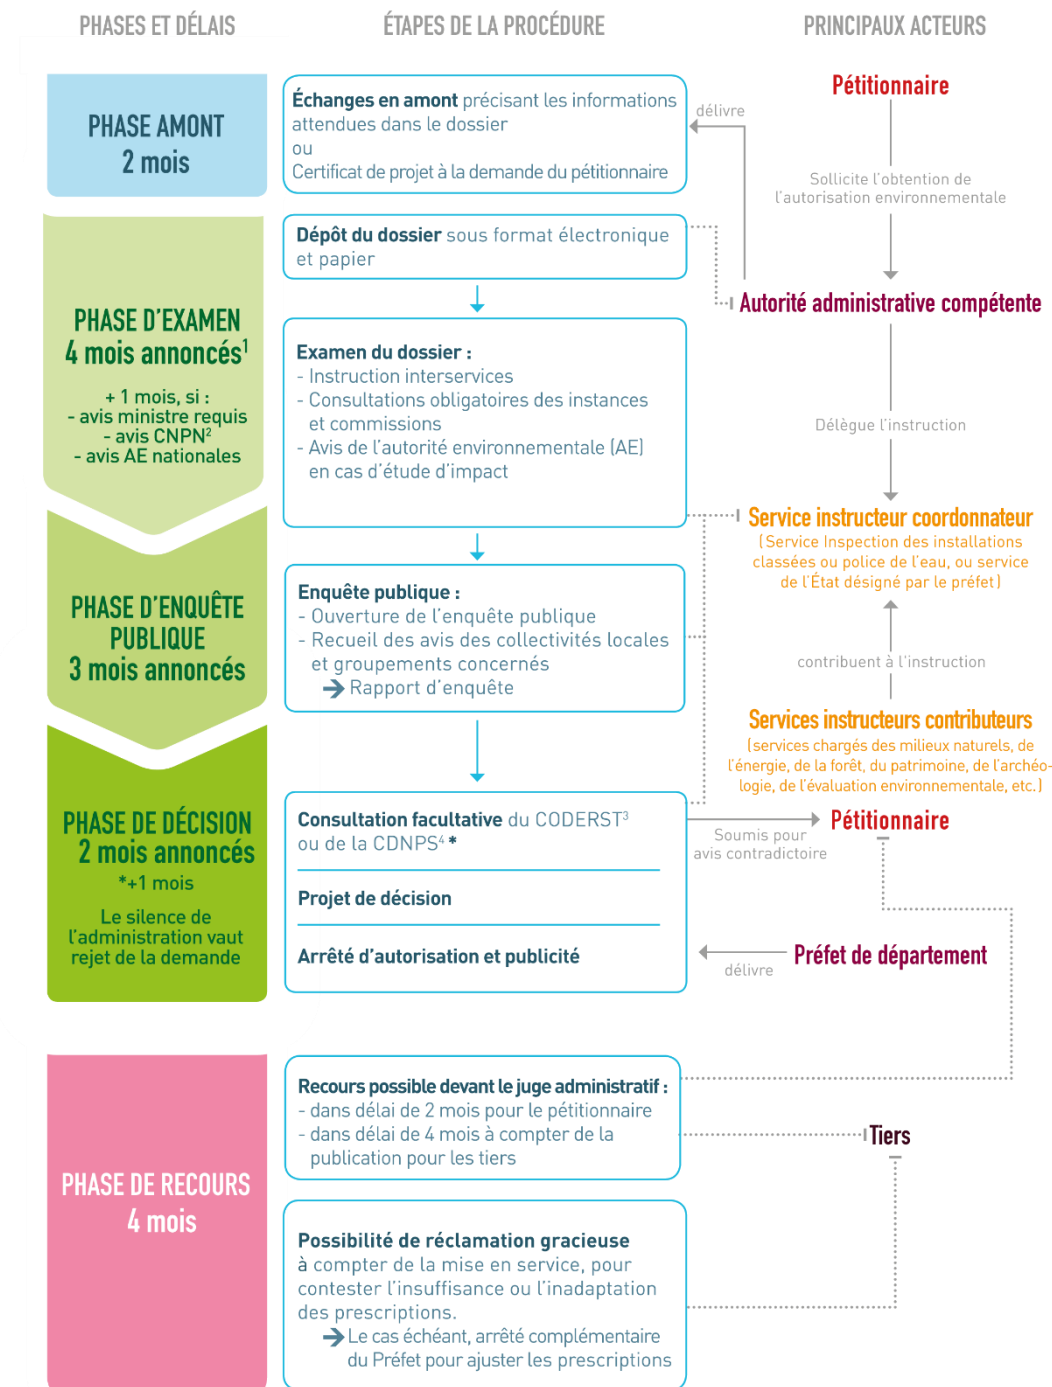 PHASES ET DÉLAIS
ÉTAPES DE LA PROCÉDURE
PRINCIPAUX ACTEURS
PHASE AMONT
2 mois
Échanges en amont précisant les informations
attendues dans le dossier
ou
Certificat de projet à la demande du pétitionnaire
délivre
Pétitionnaire
Sollicite l'obtention de
l'autorisation environnementale
PHASE D'EXAMEN
4 mois annoncés¹
+ 1 mois, si :
- avis ministre requis
- avis CNPN²
- avis AE nationales
Dépôt du dossier sous format électronique
et papier
Autorité administrative compétente
Examen du dossier :
- Instruction interservices
- Consultations obligatoires des instances
et commissions
- Avis de l'autorité environnementale (AE)
en cas d'étude d'impact
Délègue l'instruction
Service instructeur coordonnateur
(Service Inspection des installations
classées ou police de l'eau, ou service
de l'État désigné par le préfet)
PHASE D'ENQUÊTE
PUBLIQUE
3 mois annoncés
Enquête publique :
- Ouverture de l'enquête publique
- Recueil des avis des collectivités locales
et groupements concernés
➔ Rapport d'enquête
contribuent à l'instruction
Services instructeurs contributeurs
(services chargés des milieux naturels, de
l'énergie, de la forêt, du patrimoine, de l'archéo-
logie, de l'évaluation environnementale, etc.)
PHASE DE DÉCISION
2 mois annoncés
*+1 mois
Le silence de
l'administration vaut
rejet de la demande
Consultation facultative du CODERST³
ou de la CDNPS⁴ *
Projet de décision
Arrêté d'autorisation et publicité
Soumis pour
avis contradictoire
Pétitionnaire
délivre
Préfet de département
PHASE DE RECOURS
4 mois
Recours possible devant le juge administratif :
- dans délai de 2 mois pour le pétitionnaire
- dans délai de 4 mois à compter de la
publication pour les tiers
Tiers
Possibilité de réclamation gracieuse
à compter de la mise en service, pour
contester l'insuffisance ou l'inadaptation
des prescriptions.
➔ Le cas échéant, arrêté complémentaire
du Préfet pour ajuster les prescriptions